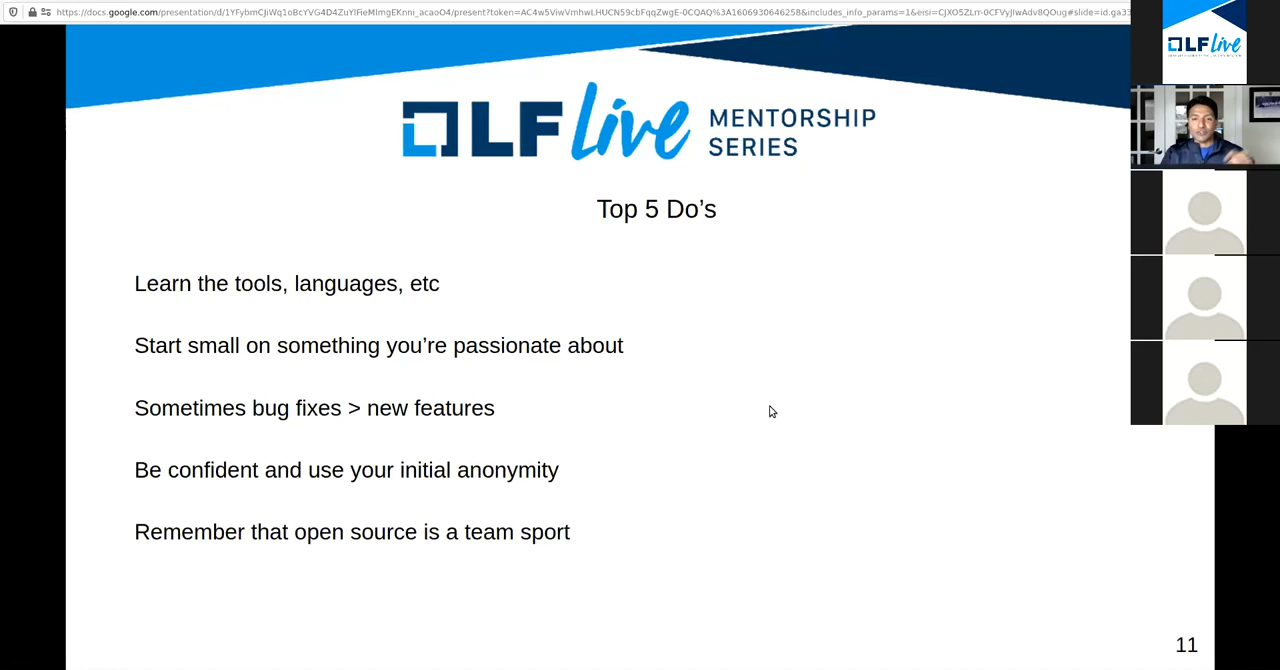 LF Live MENTORSHIP
SERIES
Top 5 Do’s
Learn the tools, languages, etc
Start small on something you’re passionate about
Sometimes bug fixes > new features
Be confident and use your initial anonymity
Remember that open source is a team sport
11
LF Live